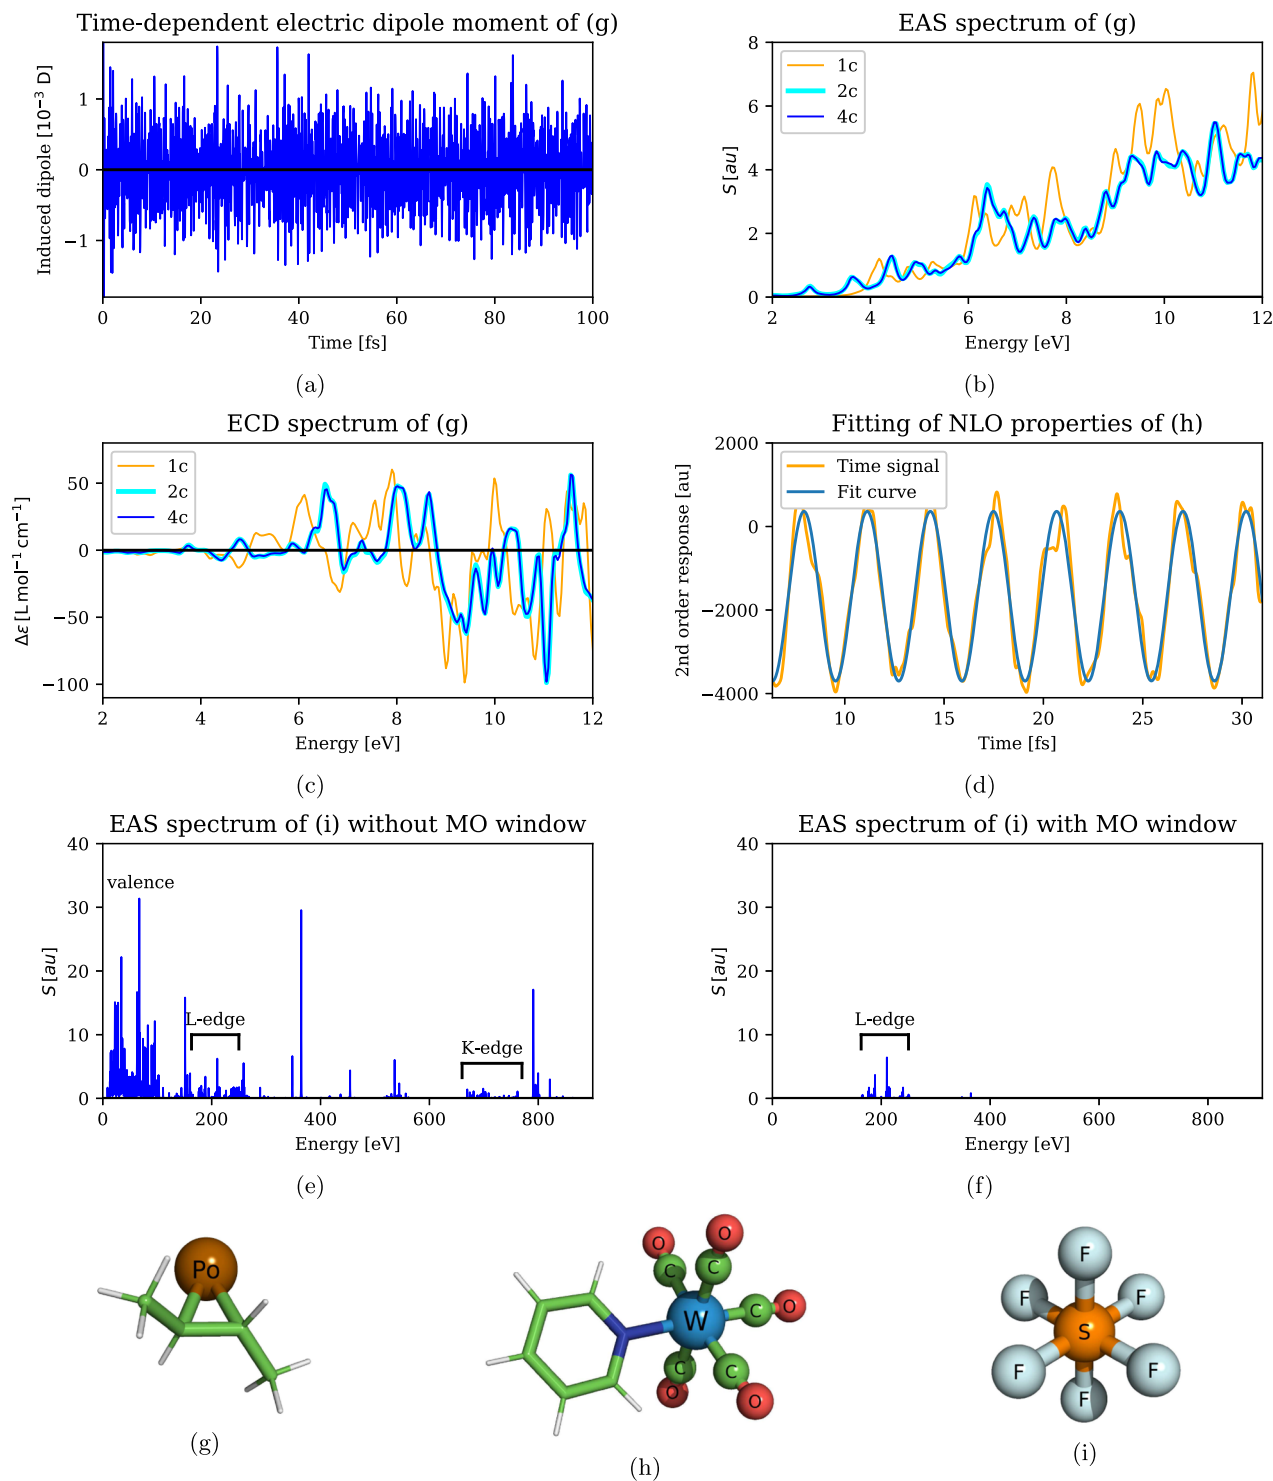 Time-dependent electric dipole moment of (g)
Induced dipole [10⁻³ D]
1
0
−1
0 20 40 60 80 100
Time [fs]
(a)
EAS spectrum of (g)
1c
2c
4c
S [au]
8
6
4
2
0
2 4 6 8 10 12
Energy [eV]
(b)
ECD spectrum of (g)
1c
2c
4c
Δε [L mol⁻¹ cm⁻¹]
50
0
−50
−100
2 4 6 8 10 12
Energy [eV]
(c)
Fitting of NLO properties of (h)
Time signal
Fit curve
2nd order response [au]
2000
0
−2000
−4000
10 15 20 25 30
Time [fs]
(d)
EAS spectrum of (i) without MO window
valence
L-edge
K-edge
S [au]
40
30
20
10
0
0 200 400 600 800
Energy [eV]
(e)
EAS spectrum of (i) with MO window
L-edge
S [au]
40
30
20
10
0
0 200 400 600 800
Energy [eV]
(f)
Po
(g)
O
O
C
C
W
C
O
C
C
O
O
(h)
F
F
F
S
F
F
F
(i)